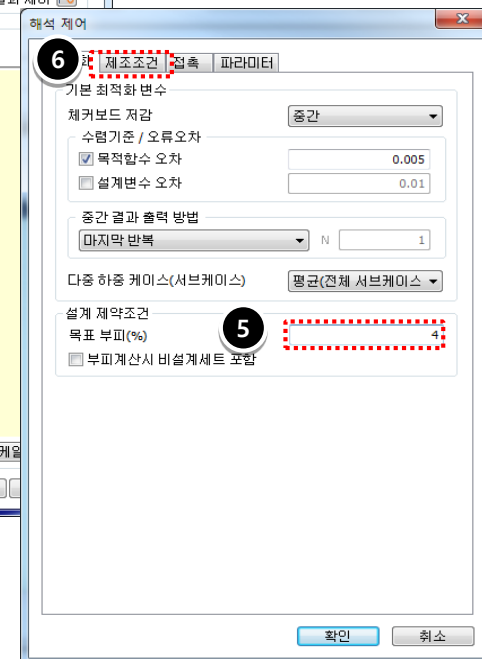 해석 제어
6
화 제조조건 접촉 파라미터
기본 최적화 변수
체커보드 저감 중간
수렴기준 / 오류오차
목적함수 오차 0.005
설계변수 오차 0.01
중간 결과 출력 방법
마지막 반복 N 1
다중 하중 케이스(서브케이스) 평균(전체 서브케이스
설계 제약조건
5
목표 부피(%) 4
부피계산시 비설계세트 포함
확인 취소